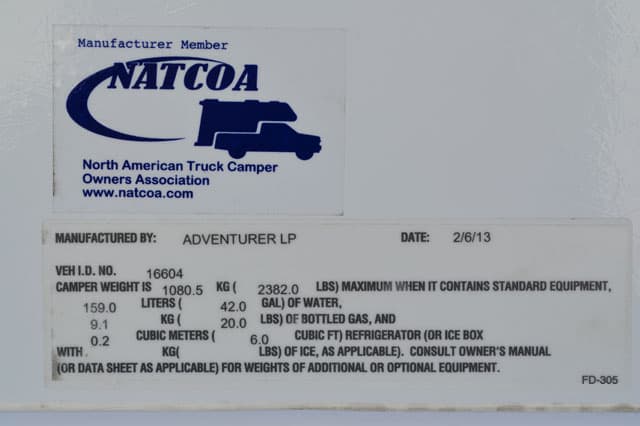 Manufacturer Member
NATCOA
North American Truck Camper
Owners Association
www.natcoa.com
MANUFACTURED BY: ADVENTURER LP DATE: 2/6/13
VEH I.D. NO. 16604
CAMPER WEIGHT IS 1080.5 KG ( 2382.0 LBS) MAXIMUM WHEN IT CONTAINS STANDARD EQUIPMENT,
159.0 LITERS ( 42.0 GAL) OF WATER,
9.1 KG ( 20.0 LBS) OF BOTTLED GAS, AND
0.2 CUBIC METERS ( 6.0 CUBIC FT) REFRIGERATOR (OR ICE BOX
WITH KG( LBS) OF ICE, AS APPLICABLE). CONSULT OWNER'S MANUAL
(OR DATA SHEET AS APPLICABLE) FOR WEIGHTS OF ADDITIONAL OR OPTIONAL EQUIPMENT.
FD-305